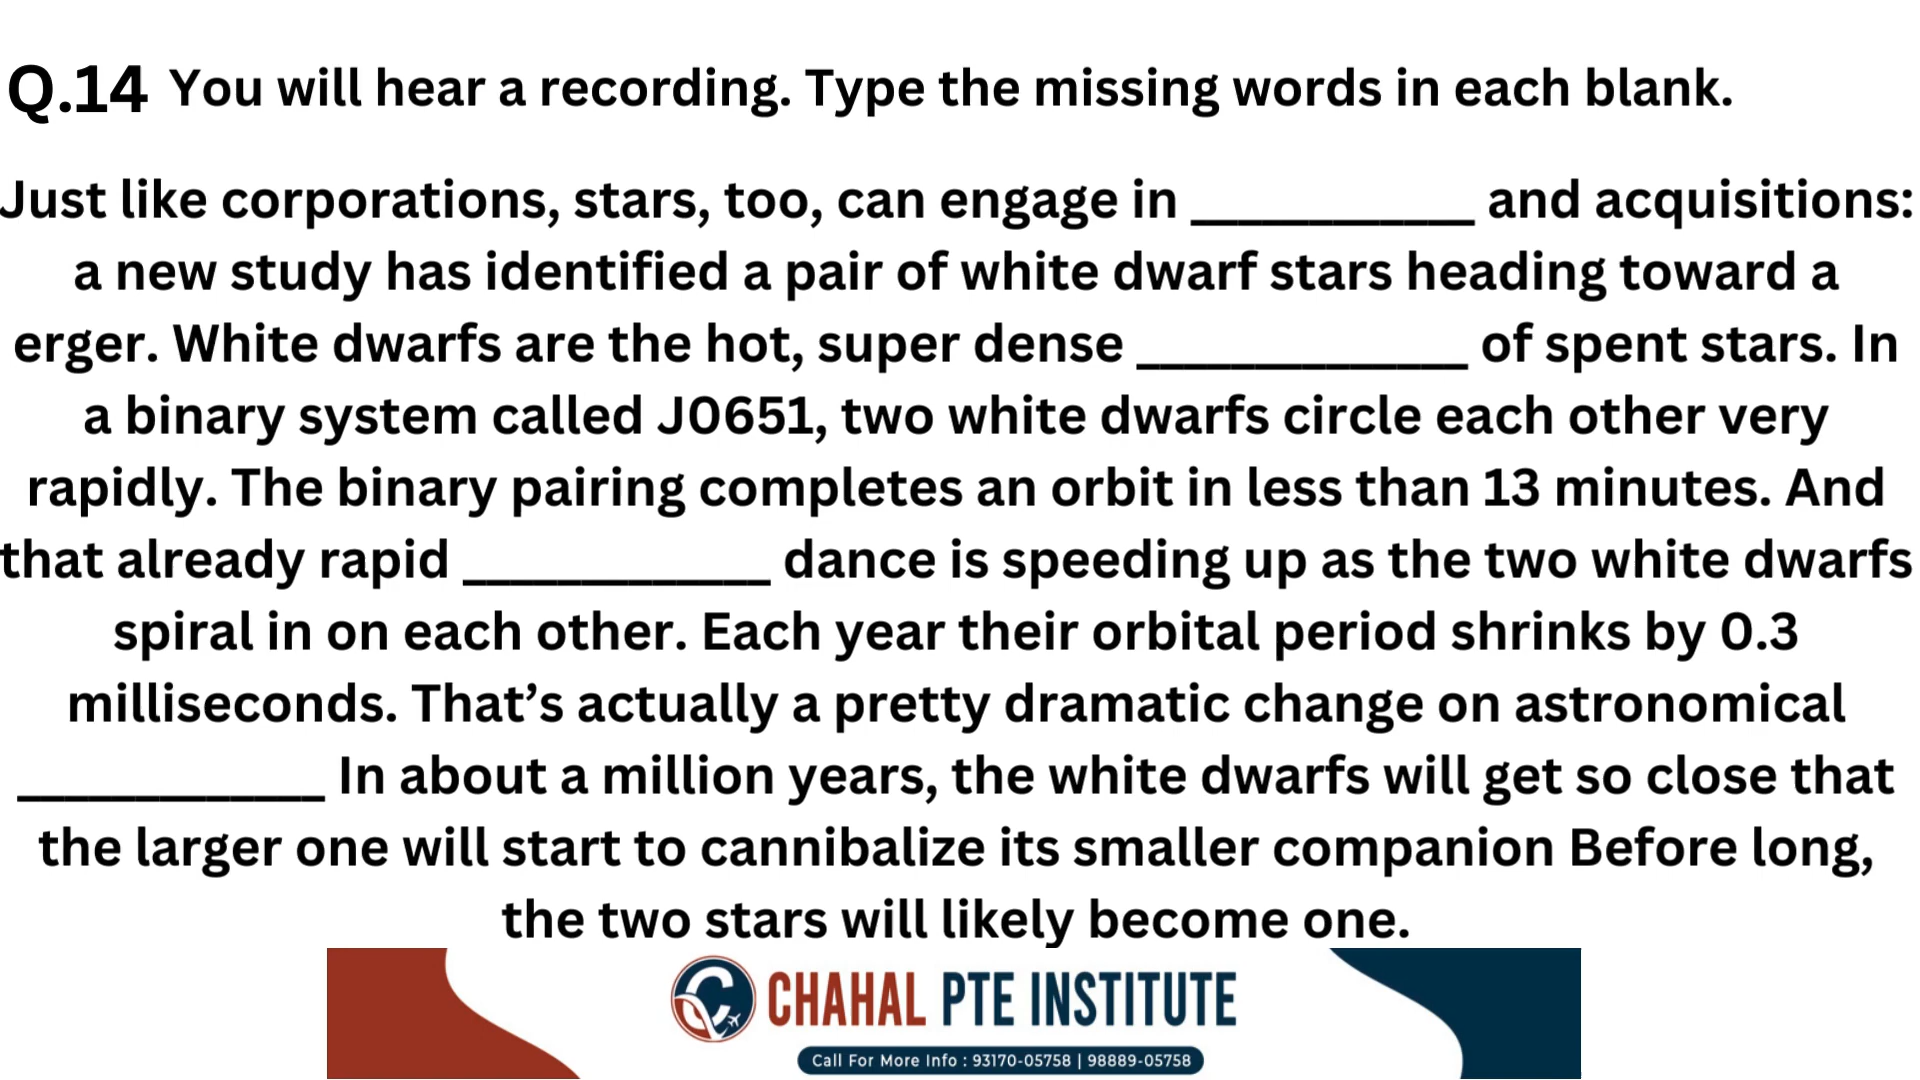 Q.14 You will hear a recording. Type the missing words in each blank.
Just like corporations, stars, too, can engage in ____________ and acquisitions:
a new study has identified a pair of white dwarf stars heading toward a
erger. White dwarfs are the hot, super dense ______________ of spent stars. In
a binary system called J0651, two white dwarfs circle each other very
rapidly. The binary pairing completes an orbit in less than 13 minutes. And
that already rapid _____________ dance is speeding up as the two white dwarfs
spiral in on each other. Each year their orbital period shrinks by 0.3
milliseconds. That’s actually a pretty dramatic change on astronomical
_____________ In about a million years, the white dwarfs will get so close that
the larger one will start to cannibalize its smaller companion Before long,
the two stars will likely become one.
CHAHAL PTE INSTITUTE
Call For More Info : 93170-05758 | 98889-05758